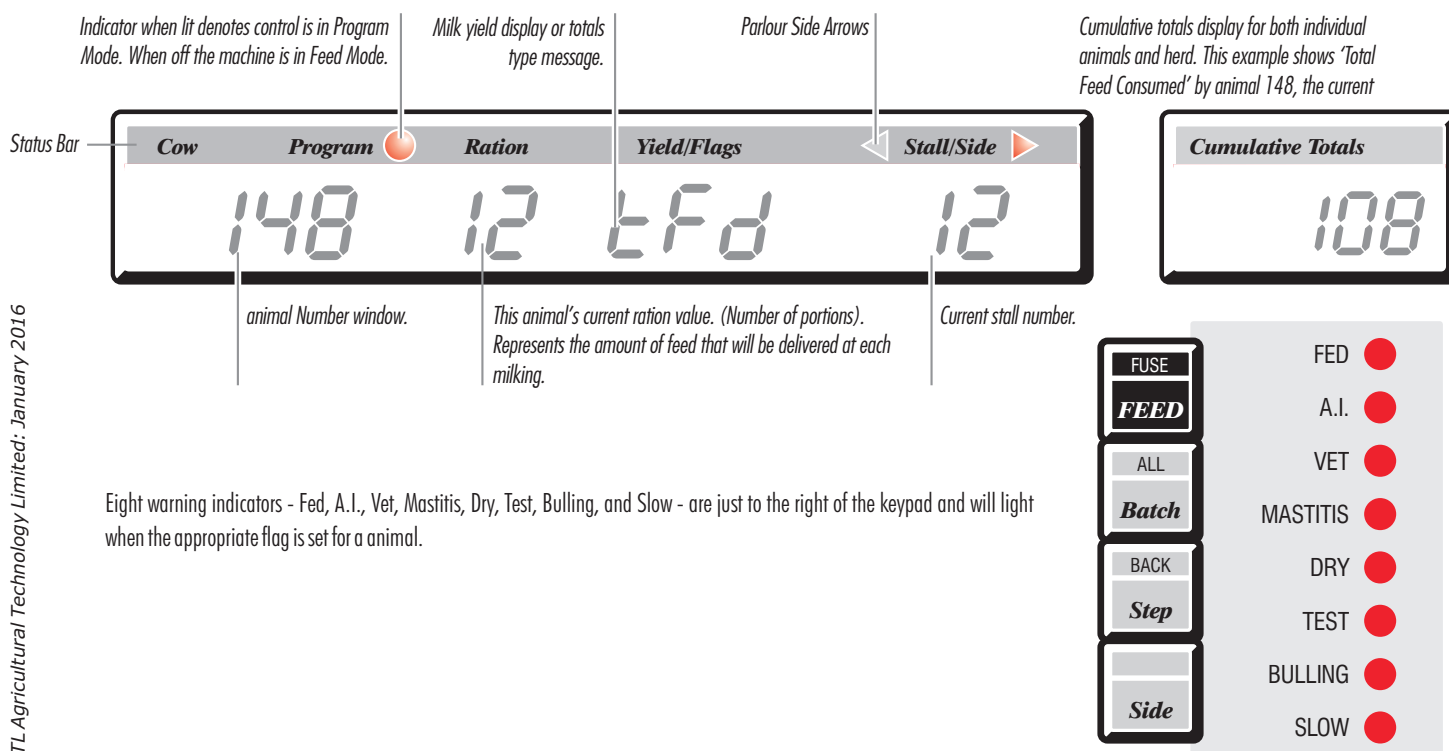 Indicator when lit denotes control is in Program
Mode. When off the machine is in Feed Mode.
Milk yield display or totals
type message.
Parlour Side Arrows
Cumulative totals display for both individual
animals and herd. This example shows ‘Total
Feed Consumed’ by animal 148, the current
Status Bar
Cow Program Ration Yield/Flags Stall/Side
148 12 tFd 12
Cumulative Totals
108
animal Number window.
This animal's current ration value. (Number of portions).
Represents the amount of feed that will be delivered at each
milking.
Current stall number.
Eight warning indicators - Fed, A.I., Vet, Mastitis, Dry, Test, Bulling, and Slow - are just to the right of the keypad and will light
when the appropriate flag is set for a animal.
FUSE
FEED
ALL
Batch
BACK
Step
Side
FED
A.I.
VET
MASTITIS
DRY
TEST
BULLING
SLOW
TL Agricultural Technology Limited: January 2016